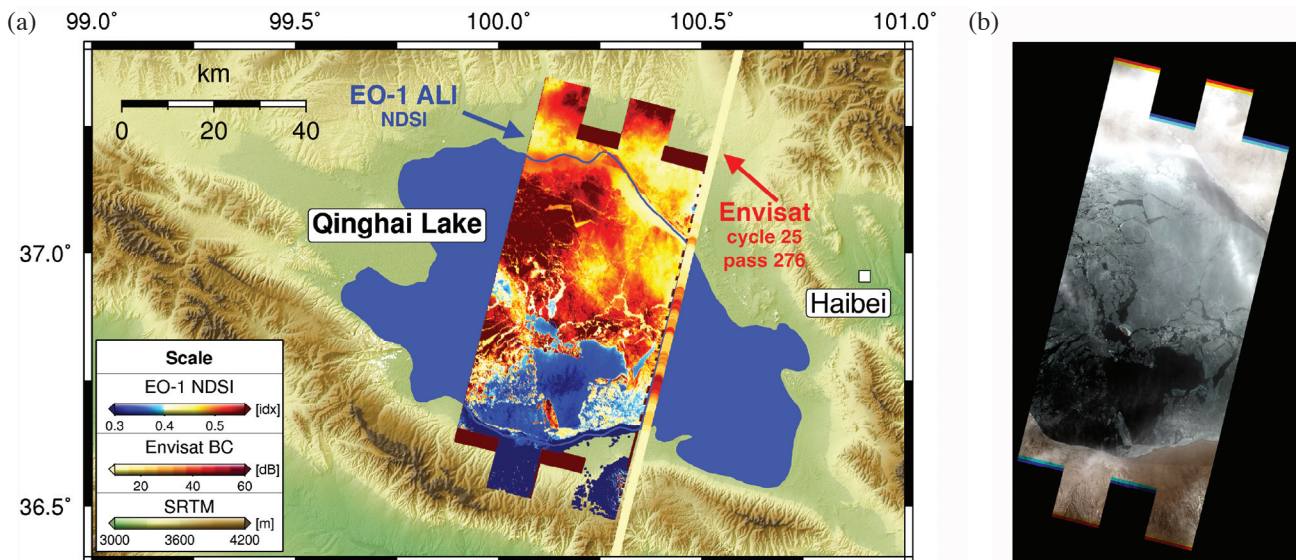 (a)
99.0˚ 99.5˚ 100.0˚ 100.5˚ 101.0˚
(b)
km
0 20 40
EO-1 ALI
NDSI
Qinghai Lake
Envisat
cycle 25
pass 276
37.0˚
Haibei
36.5˚
Scale
EO-1 NDSI
[idx]
0.3 0.4 0.5
Envisat BC
[dB]
20 40 60
SRTM
[m]
3000 3600 4200